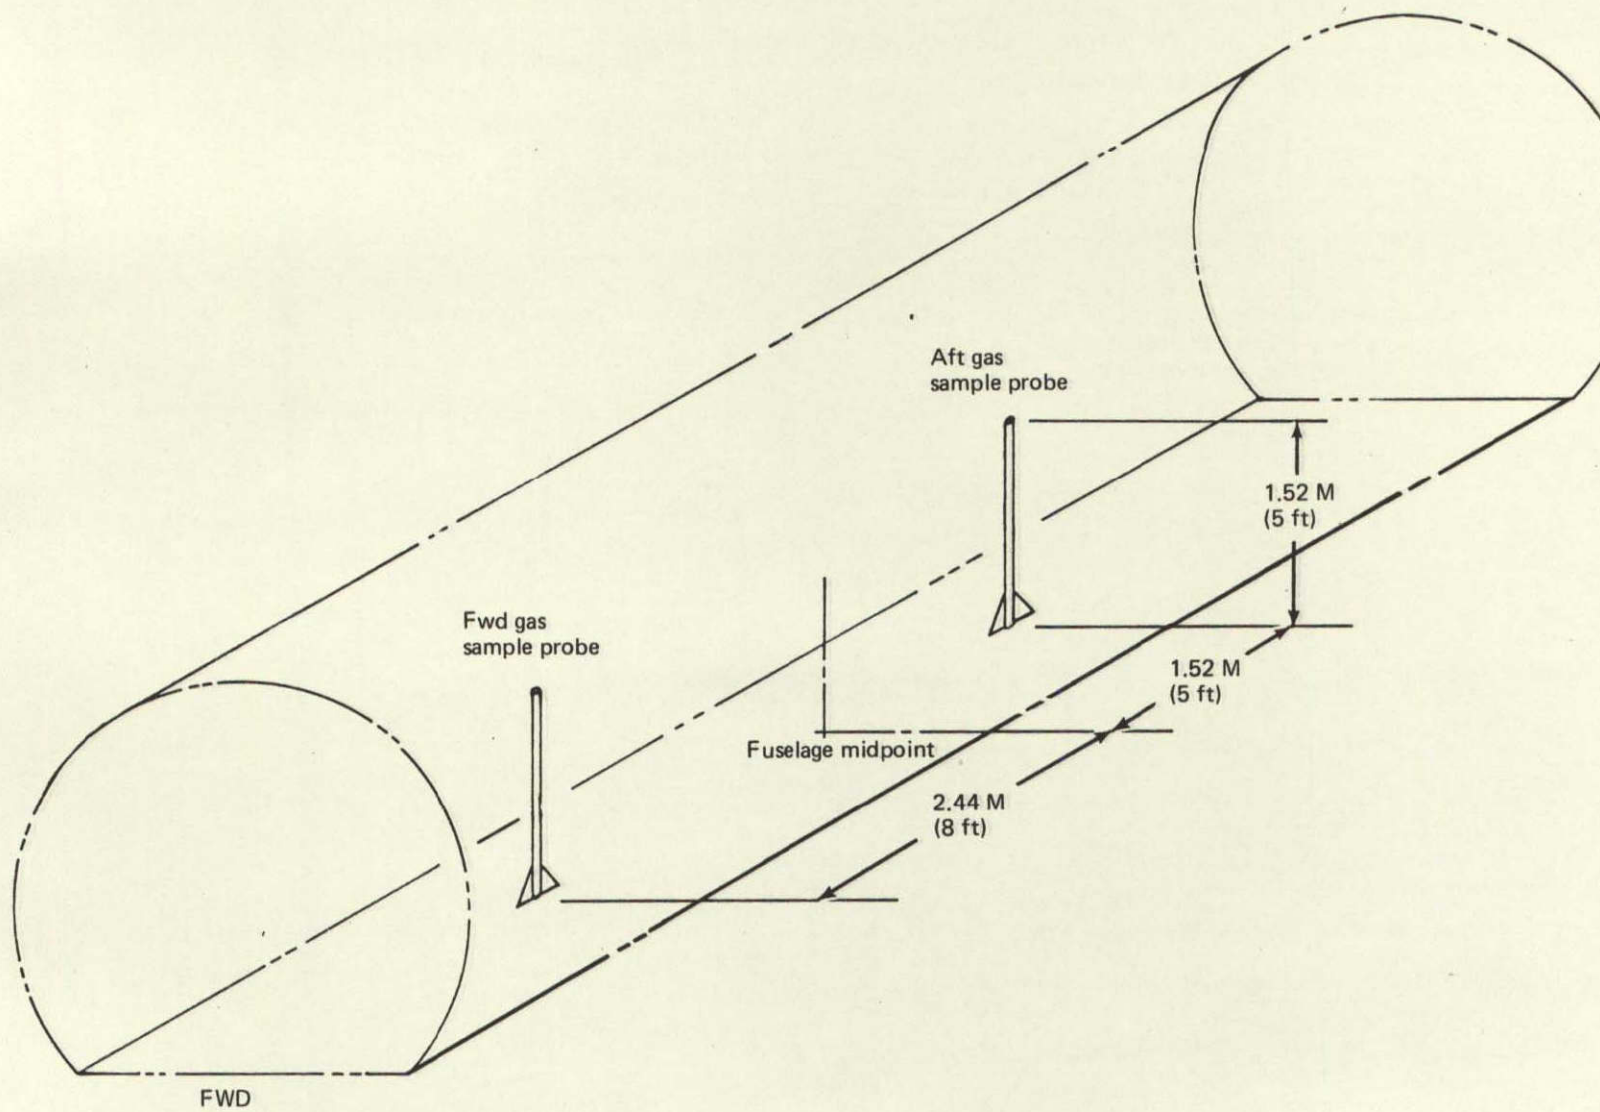 Aft gas
sample probe
1.52 M
(5 ft)
Fwd gas
sample probe
1.52 M
(5 ft)
Fuselage midpoint
2.44 M
(8 ft)
FWD